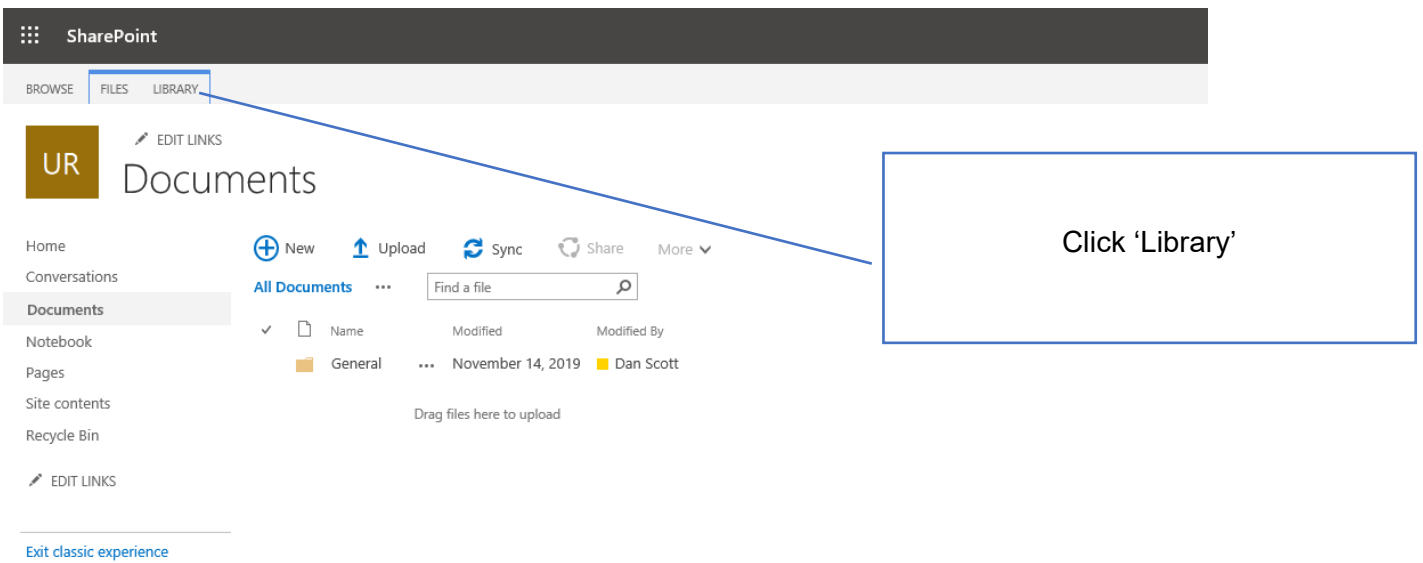 SharePoint
BROWSE FILES LIBRARY
EDIT LINKS
UR
Documents
Click ‘Library’
Home
Conversations
Documents
Notebook
Pages
Site contents
Recycle Bin
EDIT LINKS
Exit classic experience
New Upload Sync Share More
All Documents ... Find a file
Name Modified Modified By
General ... November 14, 2019 Dan Scott
Drag files here to upload